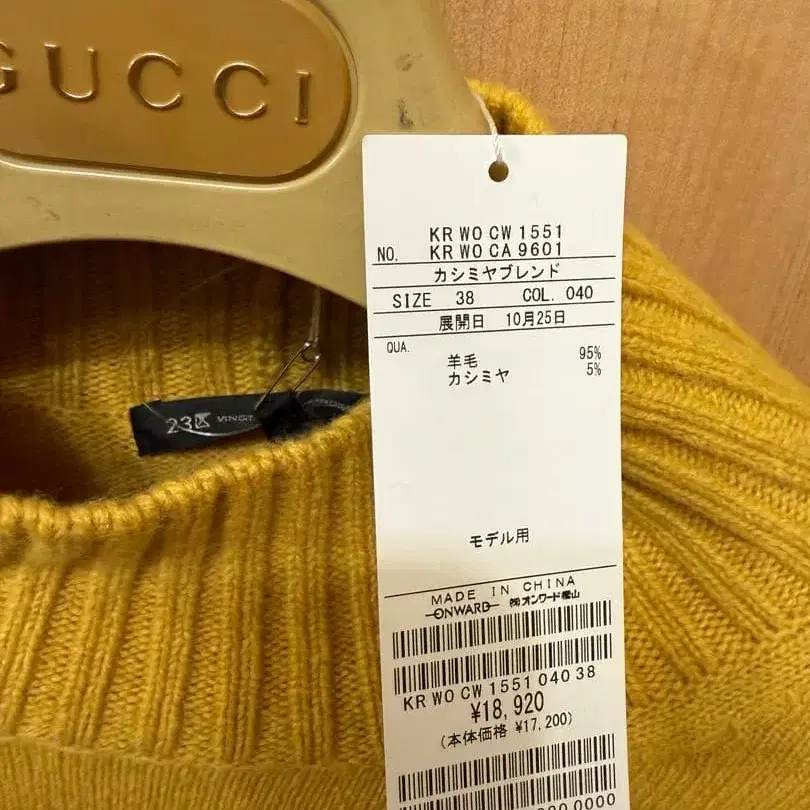 GUCCI
KR WO CW 1551
NO. KR WO CA 9601
カシミヤブレンド
SIZE 38 COL. 040
展開日 10月25日
QUA.
羊毛 95%
カシミヤ 5%
23区 VINGT
モデル用
MADE IN CHINA
ONWARD ㈱オンワード樫山
KR WO CW 1551 040 38
¥18,920
(本体価格 ¥17,200)